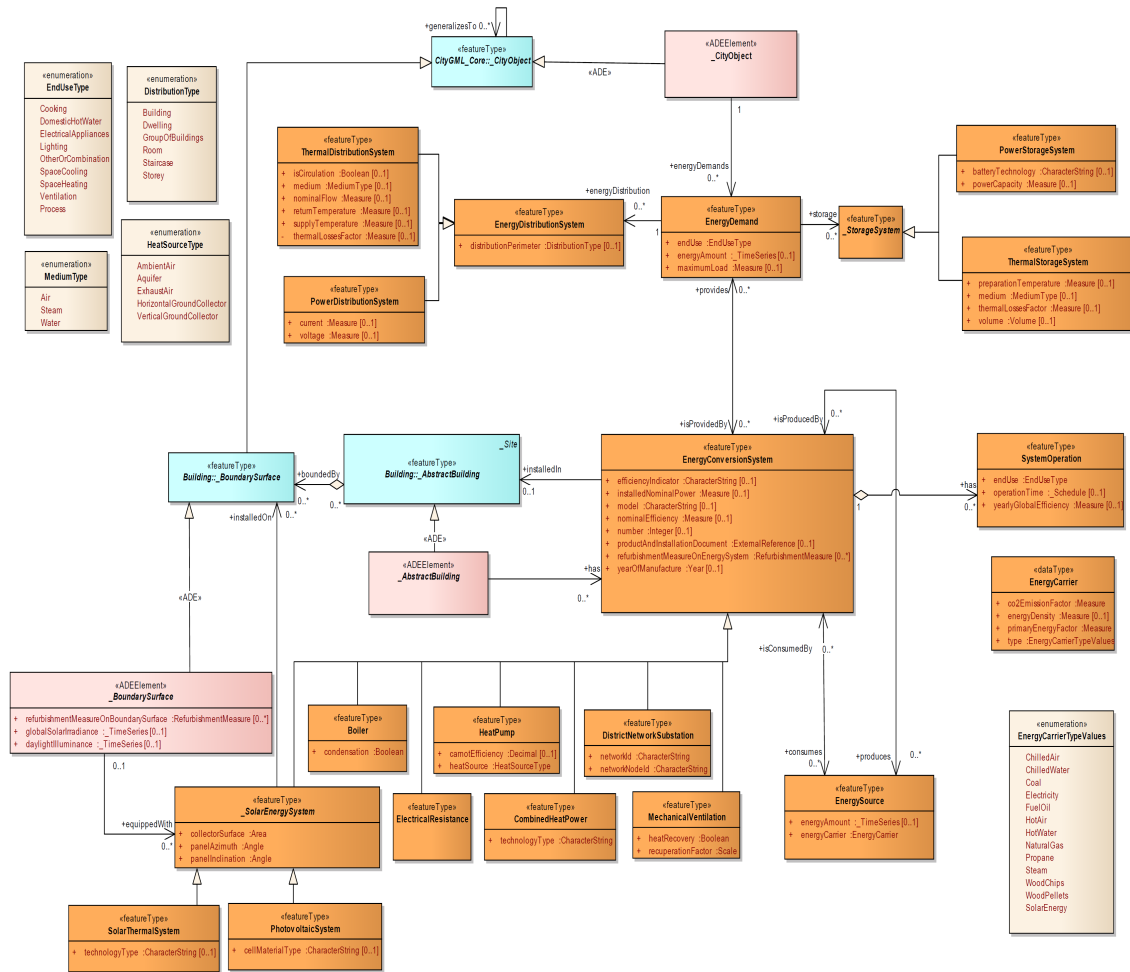 +generalizesTo 0..*
«featureType»
CityGML_Core::_CityObject
«ADE»
«ADEElement»
_CityObject
1
«enumeration»
EndUseType
Cooking
DomesticHotWater
ElectricalAppliances
Lighting
OtherOrCombination
SpaceCooling
SpaceHeating
Ventilation
Process
«enumeration»
DistributionType
Building
Dwelling
GroupOfBuildings
Room
Staircase
Storey
«enumeration»
HeatSourceType
AmbientAir
Aquifer
ExhaustAir
HorizontalGroundCollector
VerticalGroundCollector
«enumeration»
MediumType
Air
Steam
Water
«featureType»
ThermalDistributionSystem
+ isCirculation :Boolean [0..1]
+ medium :MediumType [0..1]
+ nominalFlow :Measure [0..1]
+ returnTemperature :Measure [0..1]
+ supplyTemperature :Measure [0..1]
- thermalLossesFactor :Measure [0..1]
«featureType»
PowerDistributionSystem
+ current :Measure [0..1]
+ voltage :Measure [0..1]
«featureType»
EnergyDistributionSystem
+ distributionPerimeter :DistributionType [0..1]
+energyDistribution
0..*
1
+energyDemands
0..*
«featureType»
EnergyDemand
+ endUse :EndUseType
+ energyAmount :_TimeSeries [0..1]
+ maximumLoad :Measure [0..1]
+provides 0..*
+storage
0..*
«featureType»
_StorageSystem
«featureType»
PowerStorageSystem
+ batteryTechnology :CharacterString [0..1]
+ powerCapacity :Measure [0..1]
«featureType»
ThermalStorageSystem
+ preparationTemperature :Measure [0..1]
+ medium :MediumType [0..1]
+ thermalLossesFactor :Measure [0..1]
+ volume :Volume [0..1]
+isProvidedBy 0..*
+isProducedBy
0..*
«featureType»
EnergyConversionSystem
+ efficiencyIndicator :CharacterString [0..1]
+ installedNominalPower :Measure [0..1]
+ model :CharacterString [0..1]
+ nominalEfficiency :Measure [0..1]
+ number :Integer [0..1]
+ productAndInstallationDocument :ExternalReference [0..1]
+ refurbishmentMeasureOnEnergySystem :RefurbishmentMeasure [0..*]
+ yearOfManufacture :Year [0..1]
1
+has
0..*
«featureType»
SystemOperation
+ endUse :EndUseType
+ operationTime :_Schedule [0..1]
+ yearlyGlobalEfficiency :Measure [0..1]
«dataType»
EnergyCarrier
+ co2EmissionFactor :Measure
+ energyDensity :Measure [0..1]
+ primaryEnergyFactor :Measure
+ type :EnergyCarrierTypeValues
«featureType»
Building::_BoundarySurface
+boundedBy
0..*
0..*
_Site
«featureType»
Building::_AbstractBuilding
+installedIn
0..1
+installedOn
0..*
«ADE»
«ADEElement»
_AbstractBuilding
+has
0..*
«ADE»
«ADEElement»
_BoundarySurface
+ refurbishmentMeasureOnBoundarySurface :RefurbishmentMeasure [0..*]
+ globalSolarIrradiance :_TimeSeries[0..1]
+ daylightIlluminance :_TimeSeries[0..1]
0..1
+equippedWith
0..*
«featureType»
_SolarEnergySystem
+ collectorSurface :Area
+ panelAzimuth :Angle
+ panelInclination :Angle
«featureType»
SolarThermalSystem
+ technologyType :CharacterString [0..1]
«featureType»
PhotovoltaicSystem
+ cellMaterialType :CharacterString [0..1]
«featureType»
Boiler
+ condensation :Boolean
«featureType»
ElectricalResistance
«featureType»
HeatPump
+ carnotEfficiency :Decimal [0..1]
+ heatSource :HeatSourceType
«featureType»
CombinedHeatPower
+ technologyType :CharacterString
«featureType»
DistrictNetworkSubstation
+ networkId :CharacterString
+ networkNodeId :CharacterString
«featureType»
MechanicalVentilation
+ heatRecovery :Boolean
+ recuperationFactor :Scale
+isConsumedBy
0..*
+consumes
0..*
+produces
0..*
«featureType»
EnergySource
+ energyAmount :_TimeSeries[0..1]
+ energyCarrier :EnergyCarrier
«enumeration»
EnergyCarrierTypeValues
ChilledAir
ChilledWater
Coal
Electricity
FuelOil
HotAir
HotWater
NaturalGas
Propane
Steam
WoodChips
WoodPellets
SolarEnergy